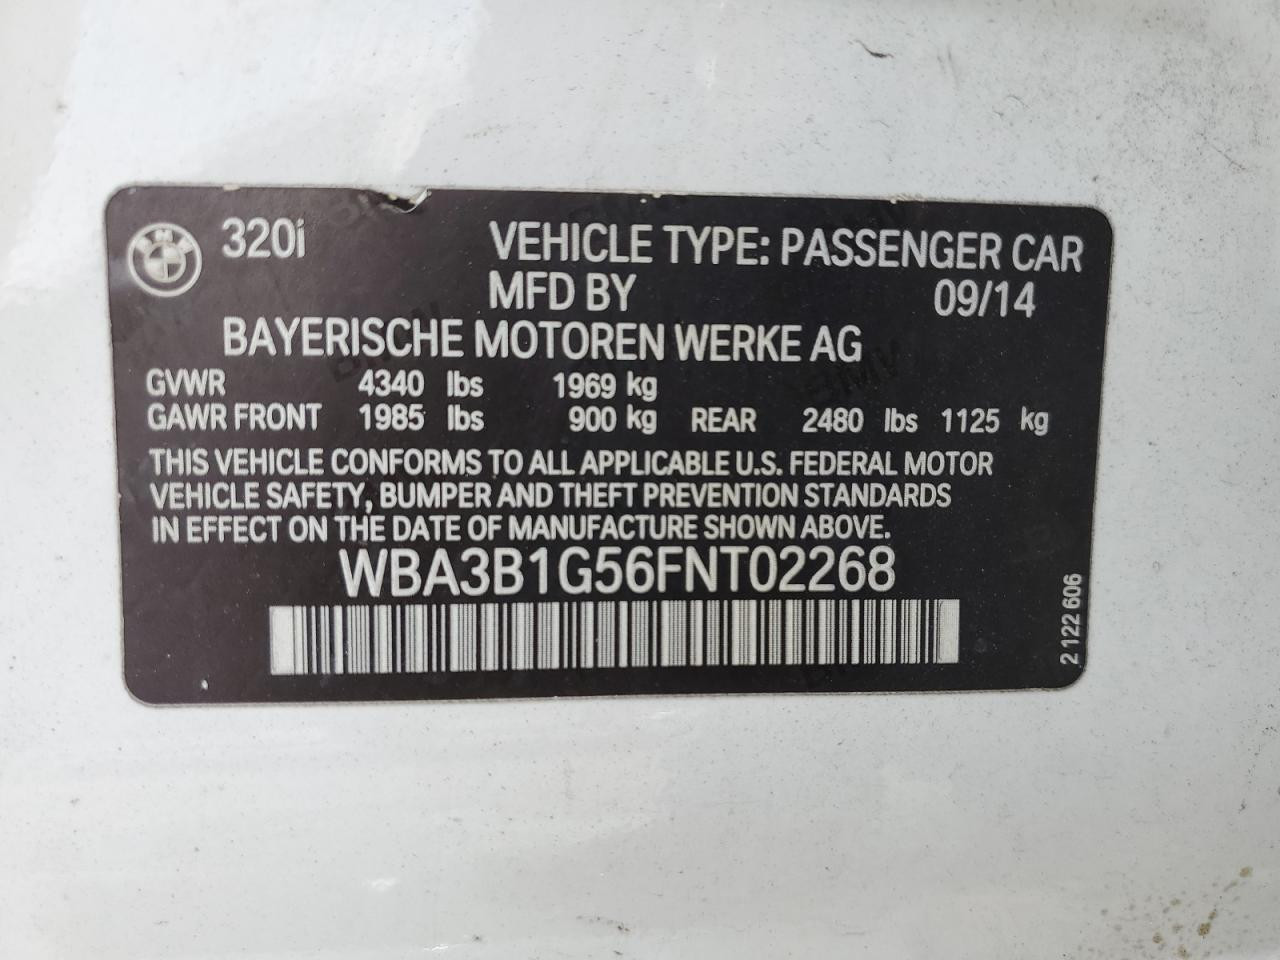 BMW 320i VEHICLE TYPE: PASSENGER CAR
MFD BY 09/14
BAYERISCHE MOTOREN WERKE AG
GVWR 4340 lbs 1969 kg
GAWR FRONT 1985 lbs 900 kg REAR 2480 lbs 1125 kg
THIS VEHICLE CONFORMS TO ALL APPLICABLE U.S. FEDERAL MOTOR
VEHICLE SAFETY, BUMPER AND THEFT PREVENTION STANDARDS
IN EFFECT ON THE DATE OF MANUFACTURE SHOWN ABOVE.
WBA3B1G56FNT02268
2 122 606